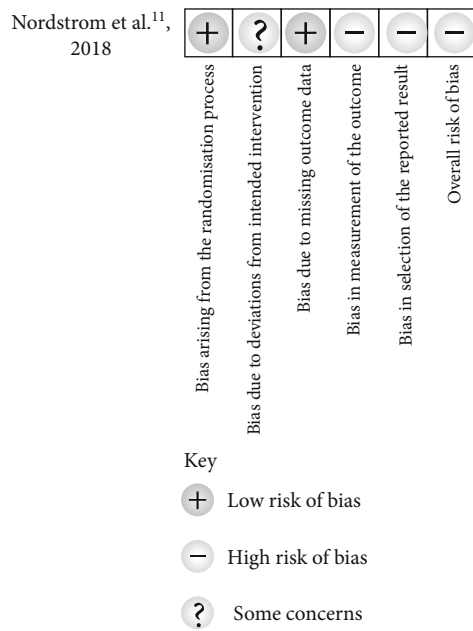 Nordstrom et al.¹¹,
2018
+ ? + − − −
Bias arising from the randomisation process
Bias due to deviations from intended intervention
Bias due to missing outcome data
Bias in measurement of the outcome
Bias in selection of the reported result
Overall risk of bias
Key
+ Low risk of bias
− High risk of bias
? Some concerns